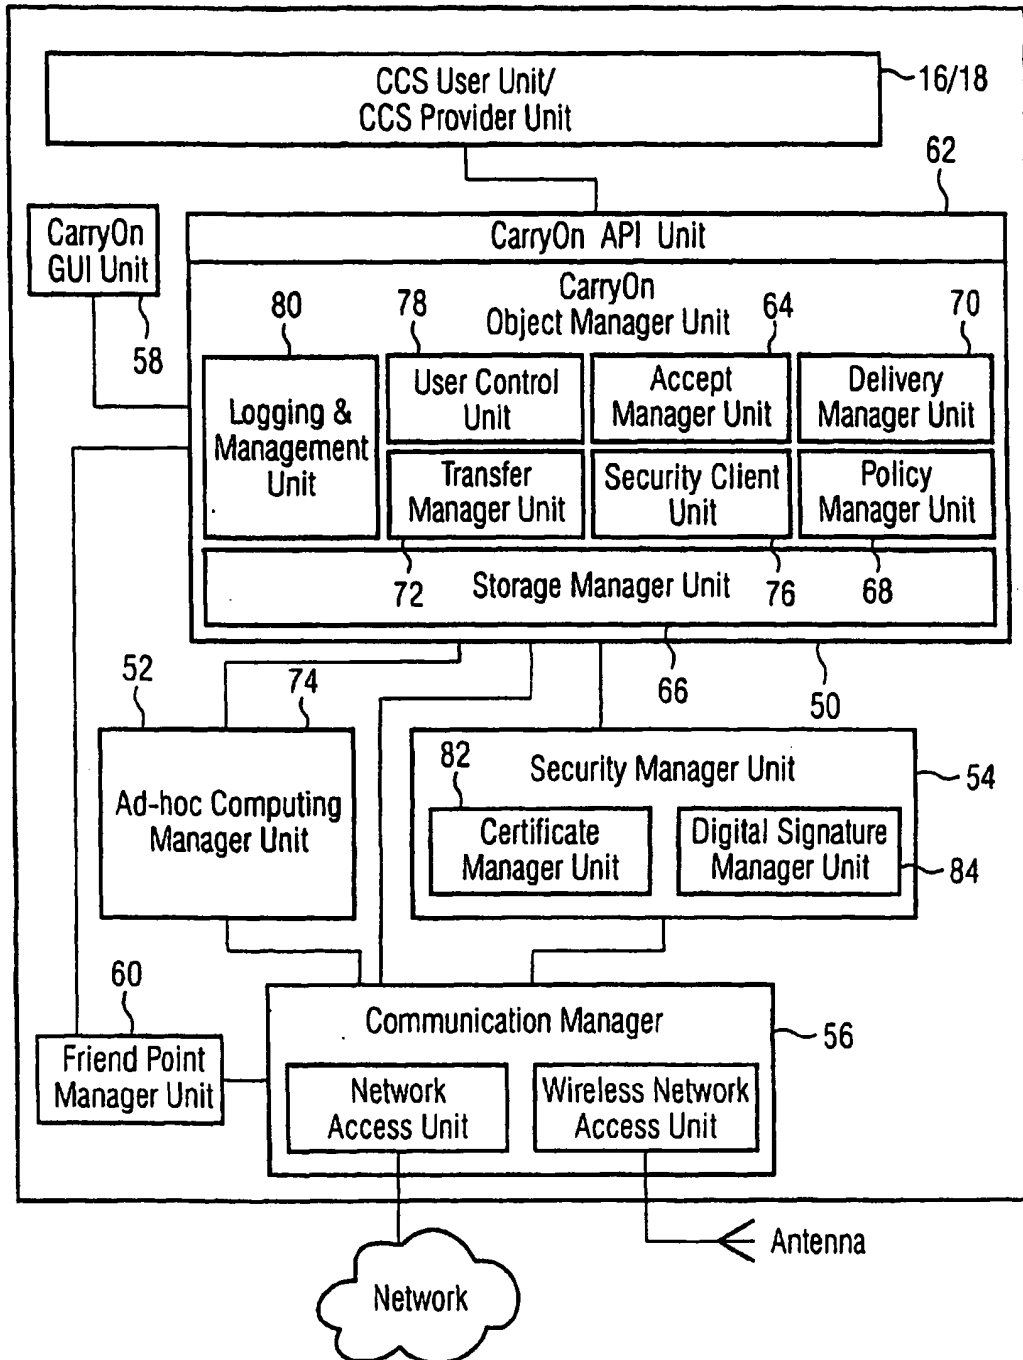 CCS User Unit/
CCS Provider Unit
16/18
62
CarryOn
GUI Unit
58
CarryOn API Unit
CarryOn
Object Manager Unit
80
78
64
70
Logging &
Management
Unit
User Control
Unit
Accept
Manager Unit
Delivery
Manager Unit
Transfer
Manager Unit
Security Client
Unit
Policy
Manager Unit
72
Storage Manager Unit
76
68
66
50
52
74
Ad-hoc Computing
Manager Unit
82
Security Manager Unit
54
Certificate
Manager Unit
Digital Signature
Manager Unit
84
60
Friend Point
Manager Unit
Communication Manager
56
Network
Access Unit
Wireless Network
Access Unit
Antenna
Network